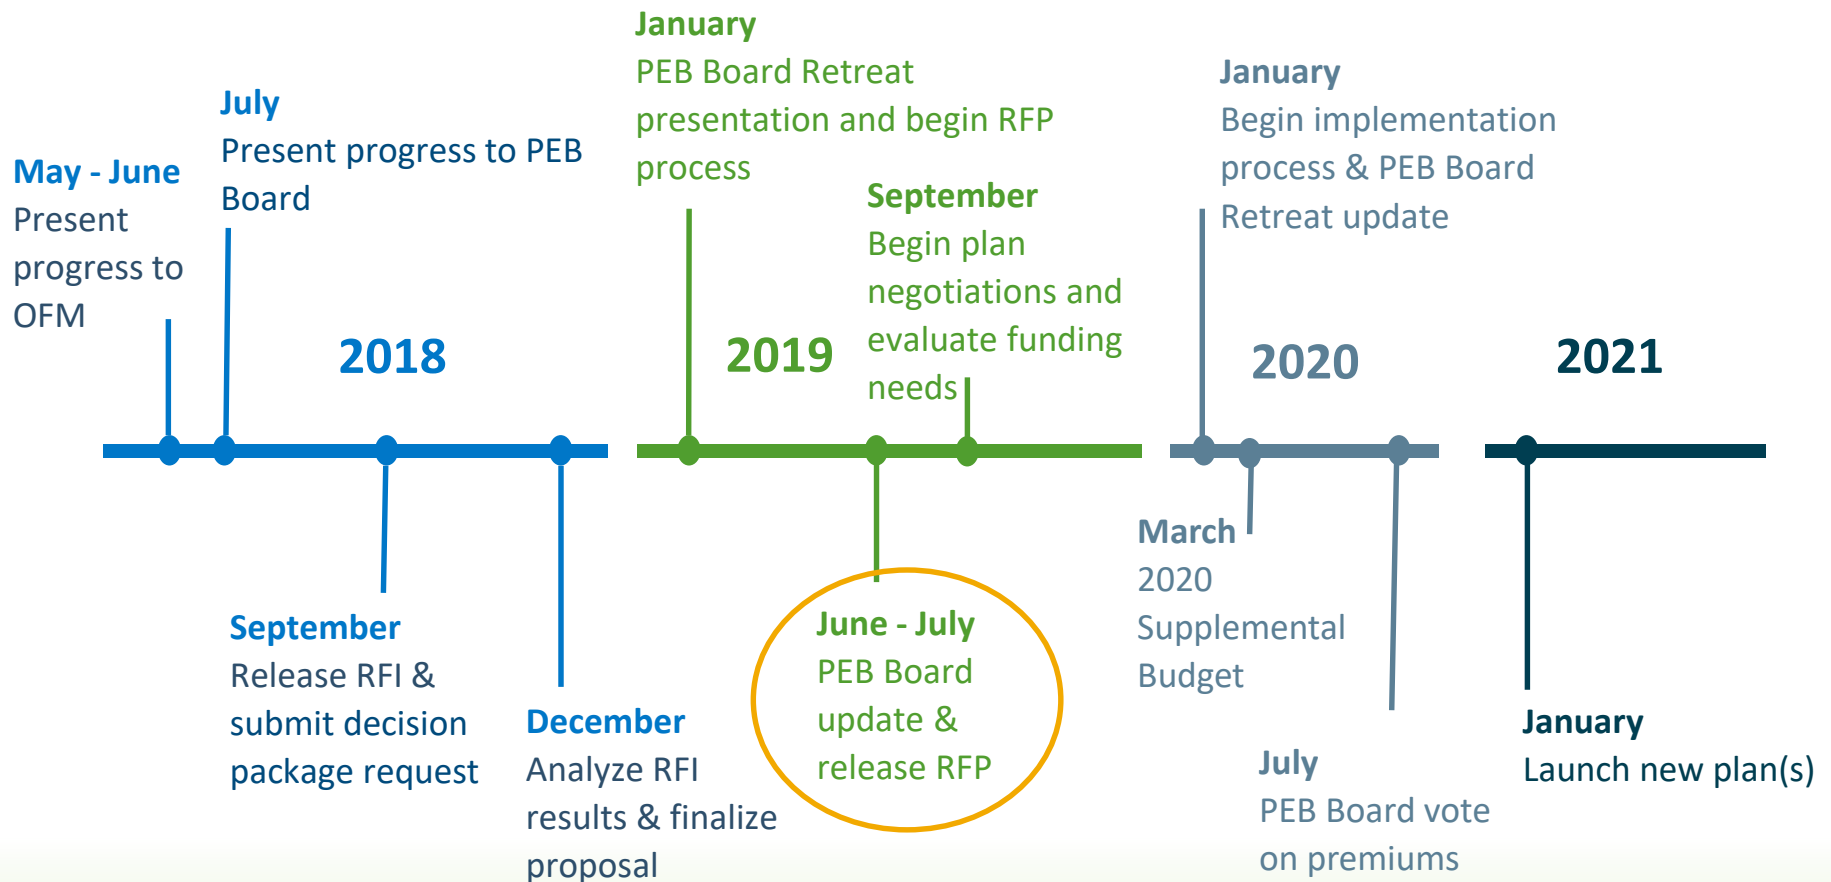 May - June
Present
progress to
OFM
July
Present progress to PEB
Board
2018
September
Release RFI &
submit decision
package request
December
Analyze RFI
results & finalize
proposal
January
PEB Board Retreat
presentation and begin RFP
process
2019
June - July
PEB Board
update &
release RFP
September
Begin plan
negotiations and
evaluate funding
needs
January
Begin implementation
process & PEB Board
Retreat update
2020
March
2020
Supplemental
Budget
July
PEB Board vote
on premiums
2021
January
Launch new plan(s)